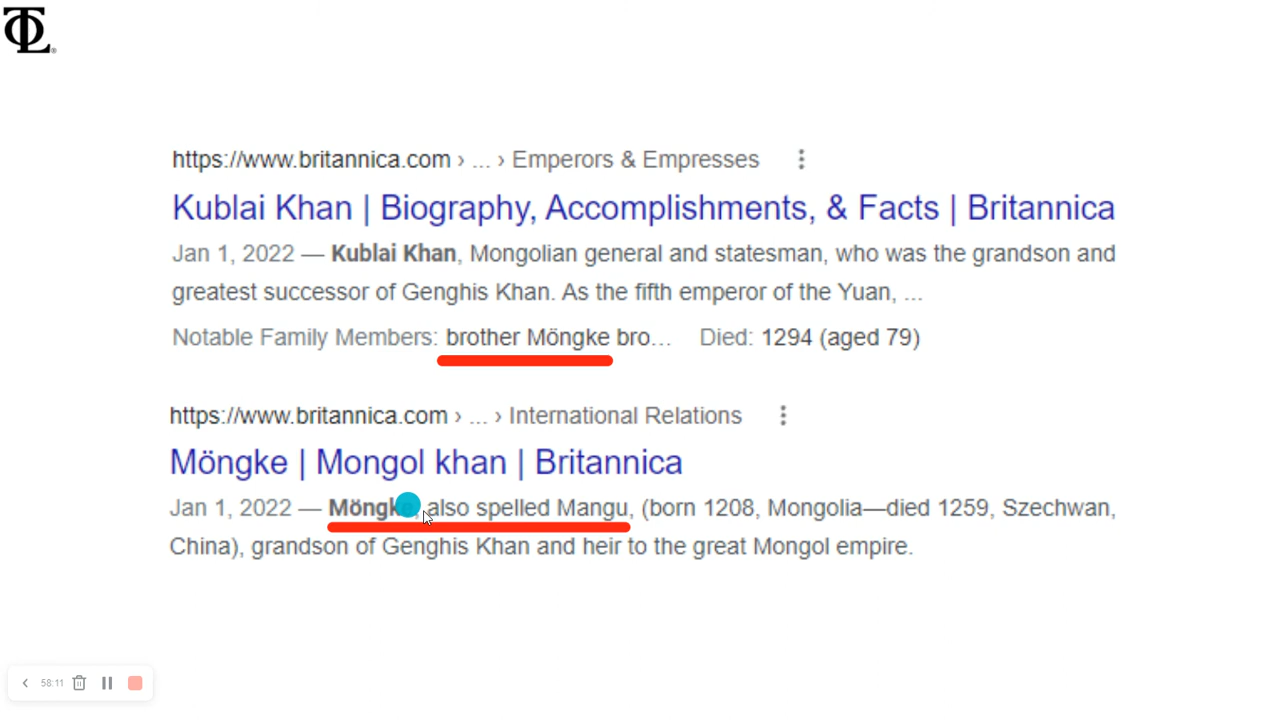 https://www.britannica.com › ... › Emperors & Empresses
Kublai Khan | Biography, Accomplishments, & Facts | Britannica
Jan 1, 2022 — Kublai Khan, Mongolian general and statesman, who was the grandson and
greatest successor of Genghis Khan. As the fifth emperor of the Yuan, ...
Notable Family Members: brother Möngke bro... Died: 1294 (aged 79)
https://www.britannica.com › ... › International Relations
Möngke | Mongol khan | Britannica
Jan 1, 2022 — Möngke, also spelled Mangu, (born 1208, Mongolia—died 1259, Szechwan,
China), grandson of Genghis Khan and heir to the great Mongol empire.
58:11